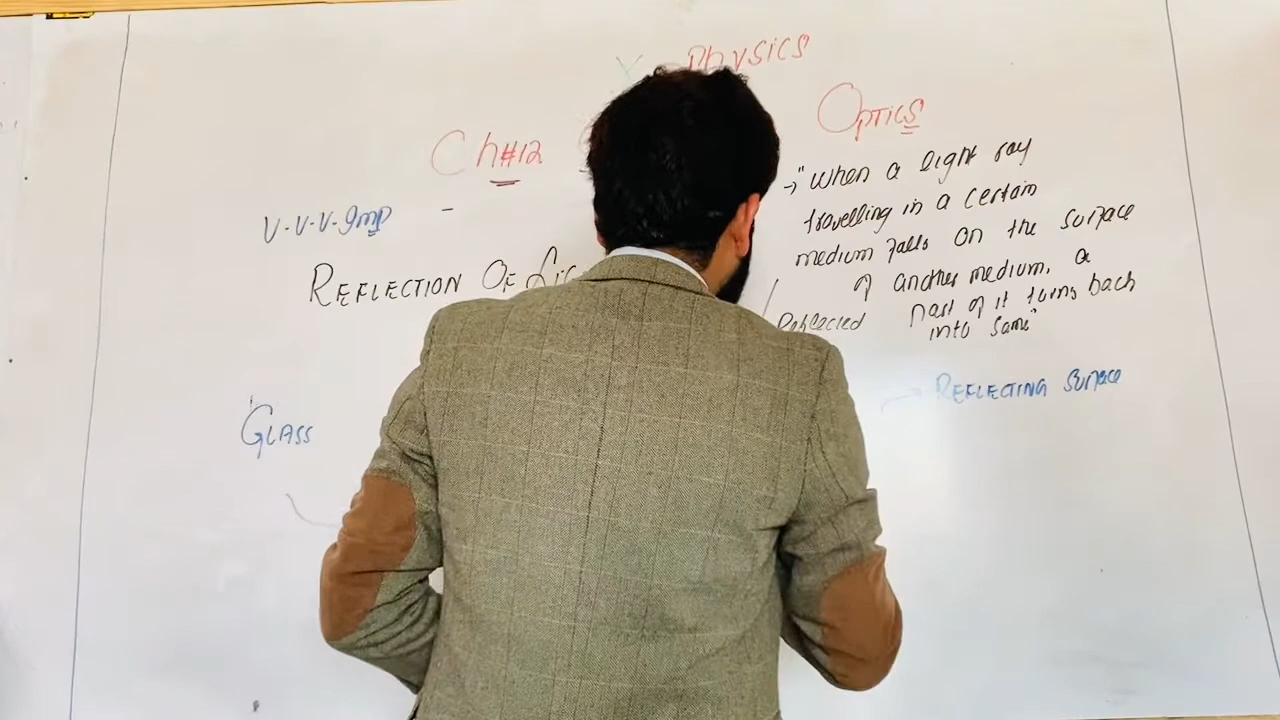 Physics
Ch#12
OPTICS
V.V.V.Imp -
REFLECTION OF
→"When a light ray
travelling in a certain
medium falls on the surface
of another medium, a
part of it turns back
into same"
Reflected
REFLECTING SURFACE
GLASS